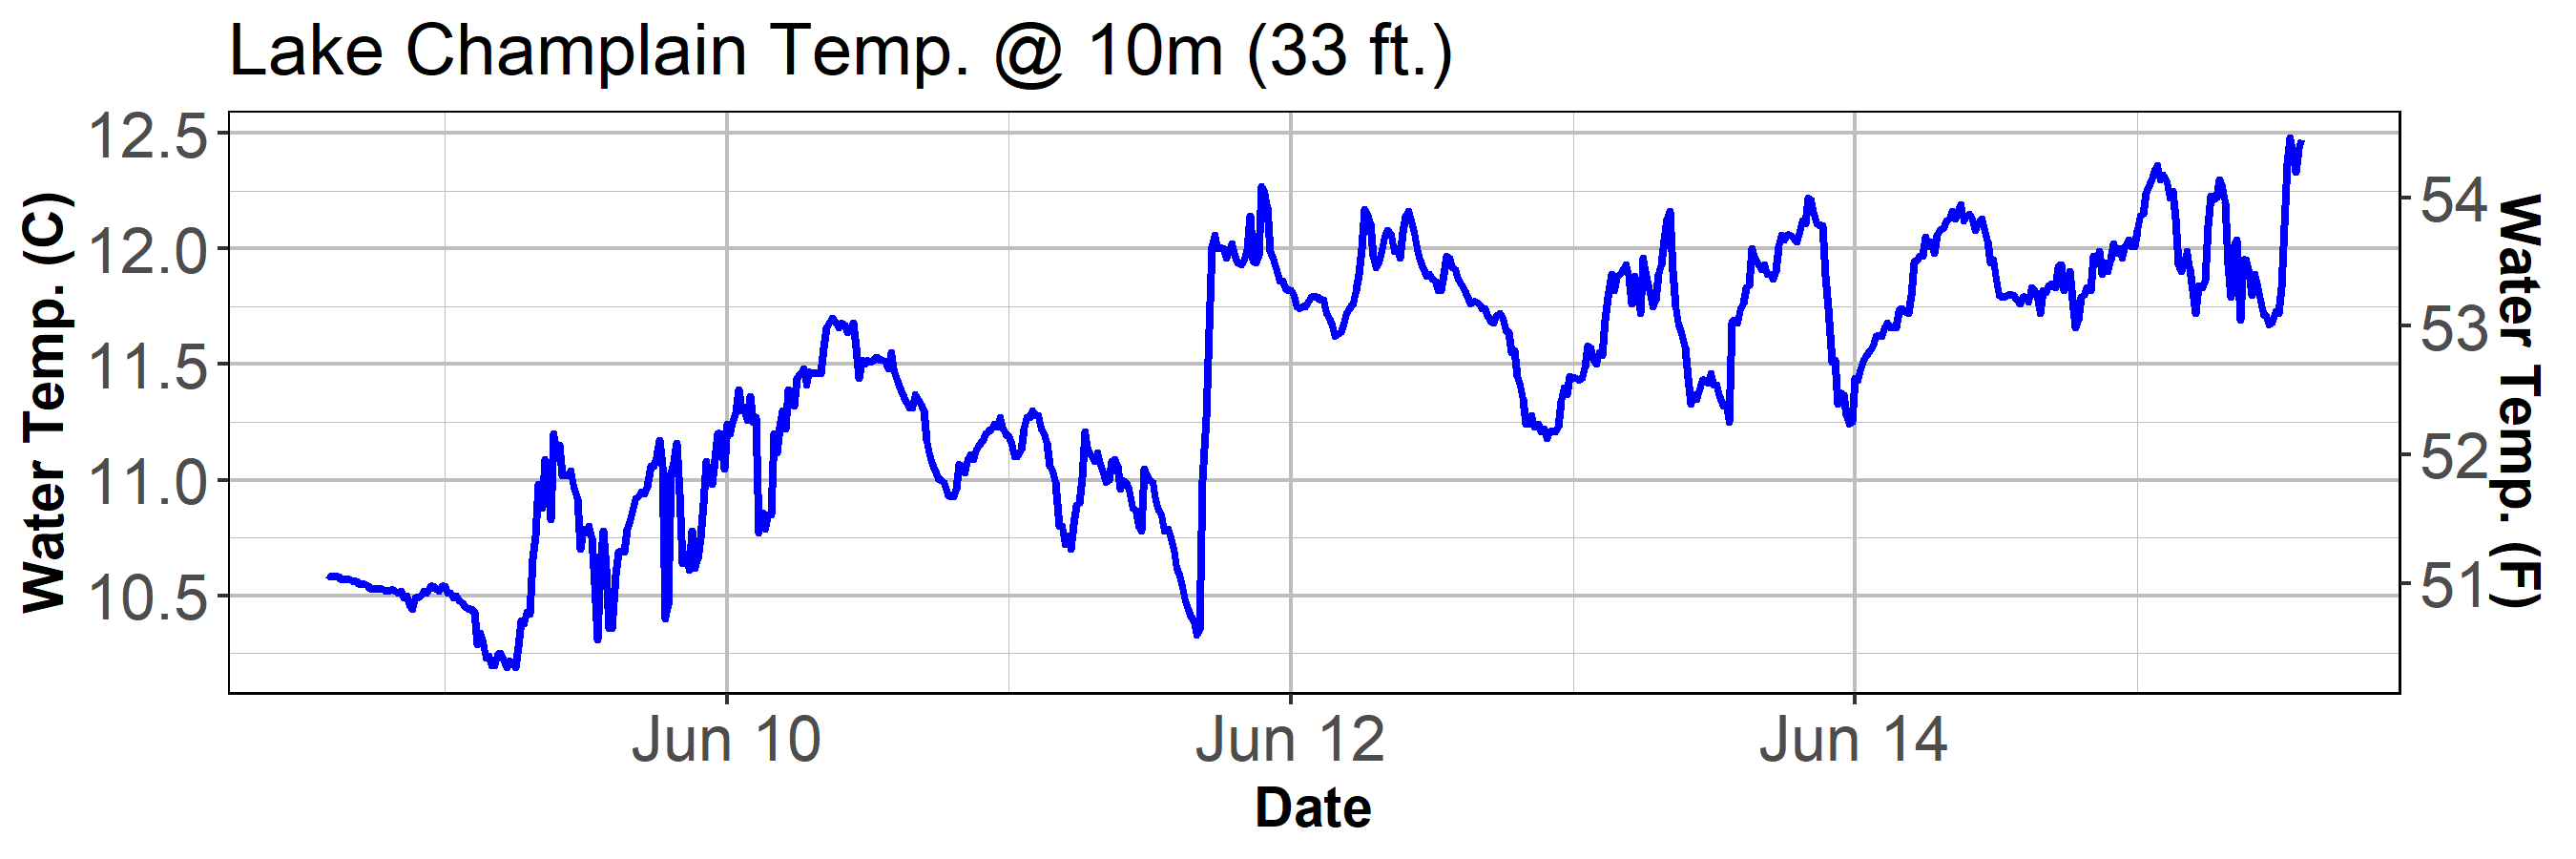 Lake Champlain Temp. @ 10m (33 ft.)
Water Temp. (C)
12.5
12.0
11.5
11.0
10.5
54
53
52
51
Water Temp. (F)
Jun 10
Jun 12
Jun 14
Date